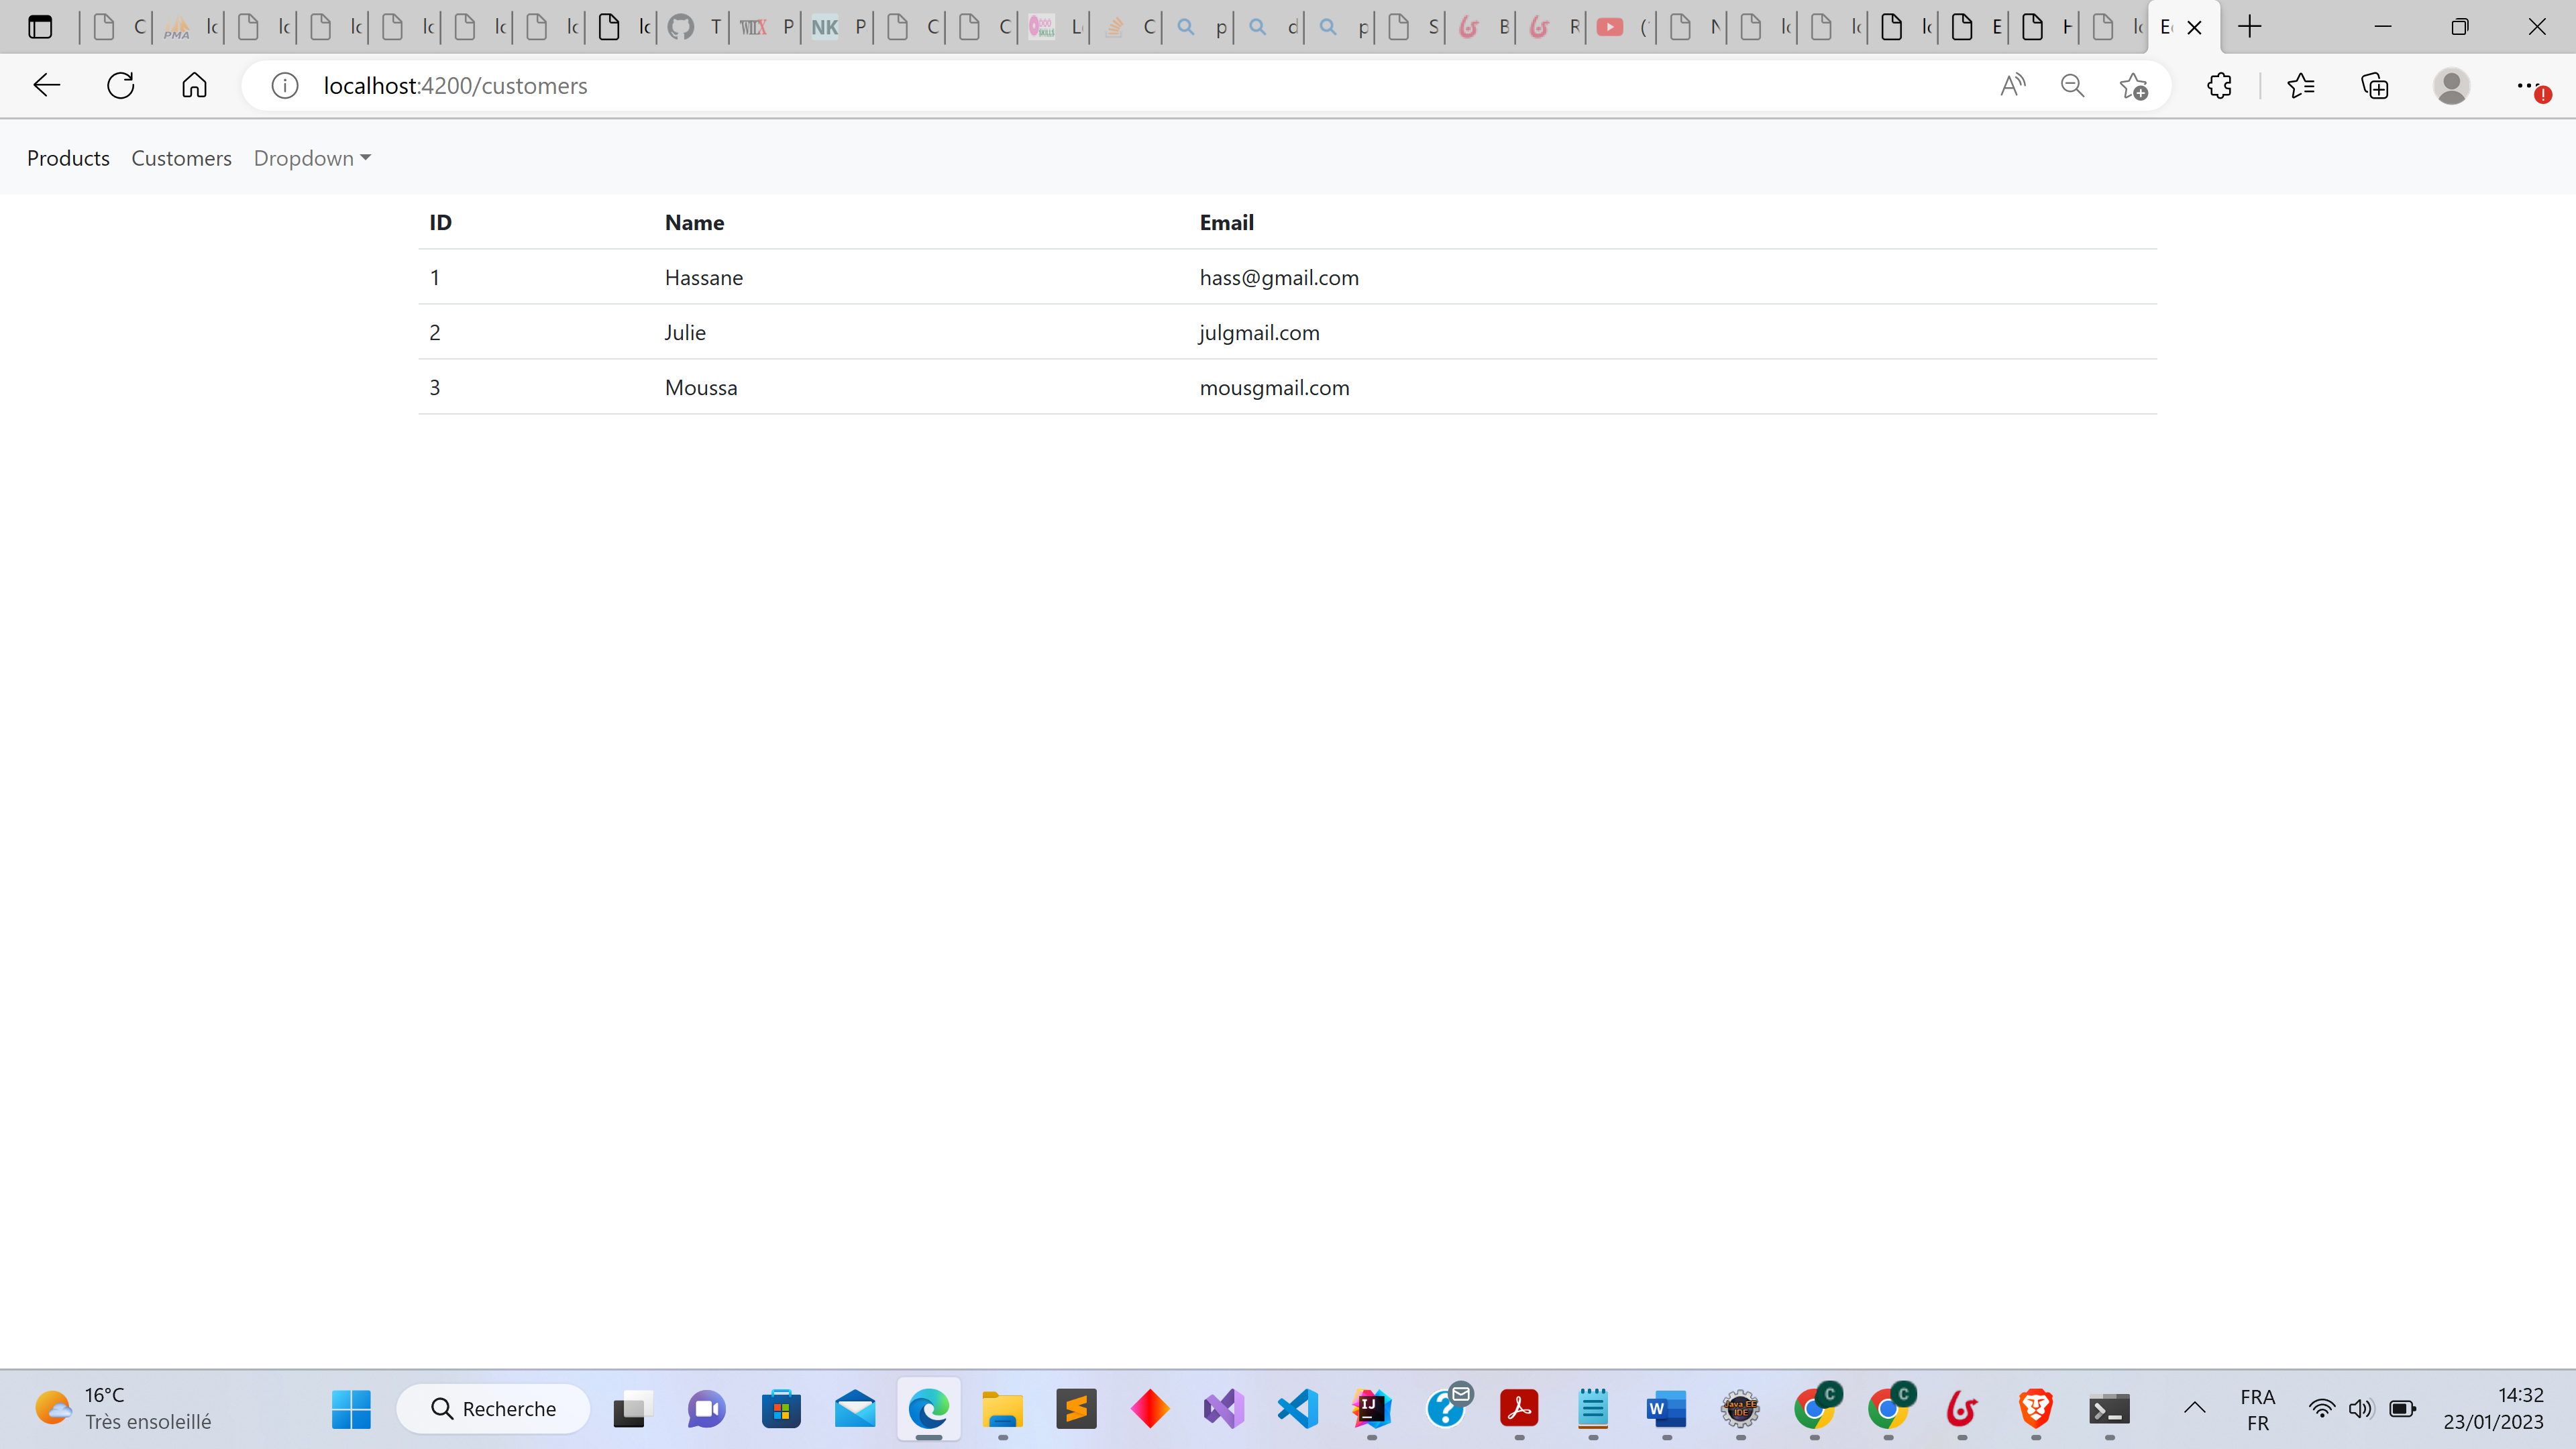 localhost:4200/customers
Products Customers Dropdown
ID Name Email
1 Hassane hass@gmail.com
2 Julie julgmail.com
3 Moussa mousgmail.com
16°C
Très ensoleillé
Recherche
FRA
FR
14:32
23/01/2023